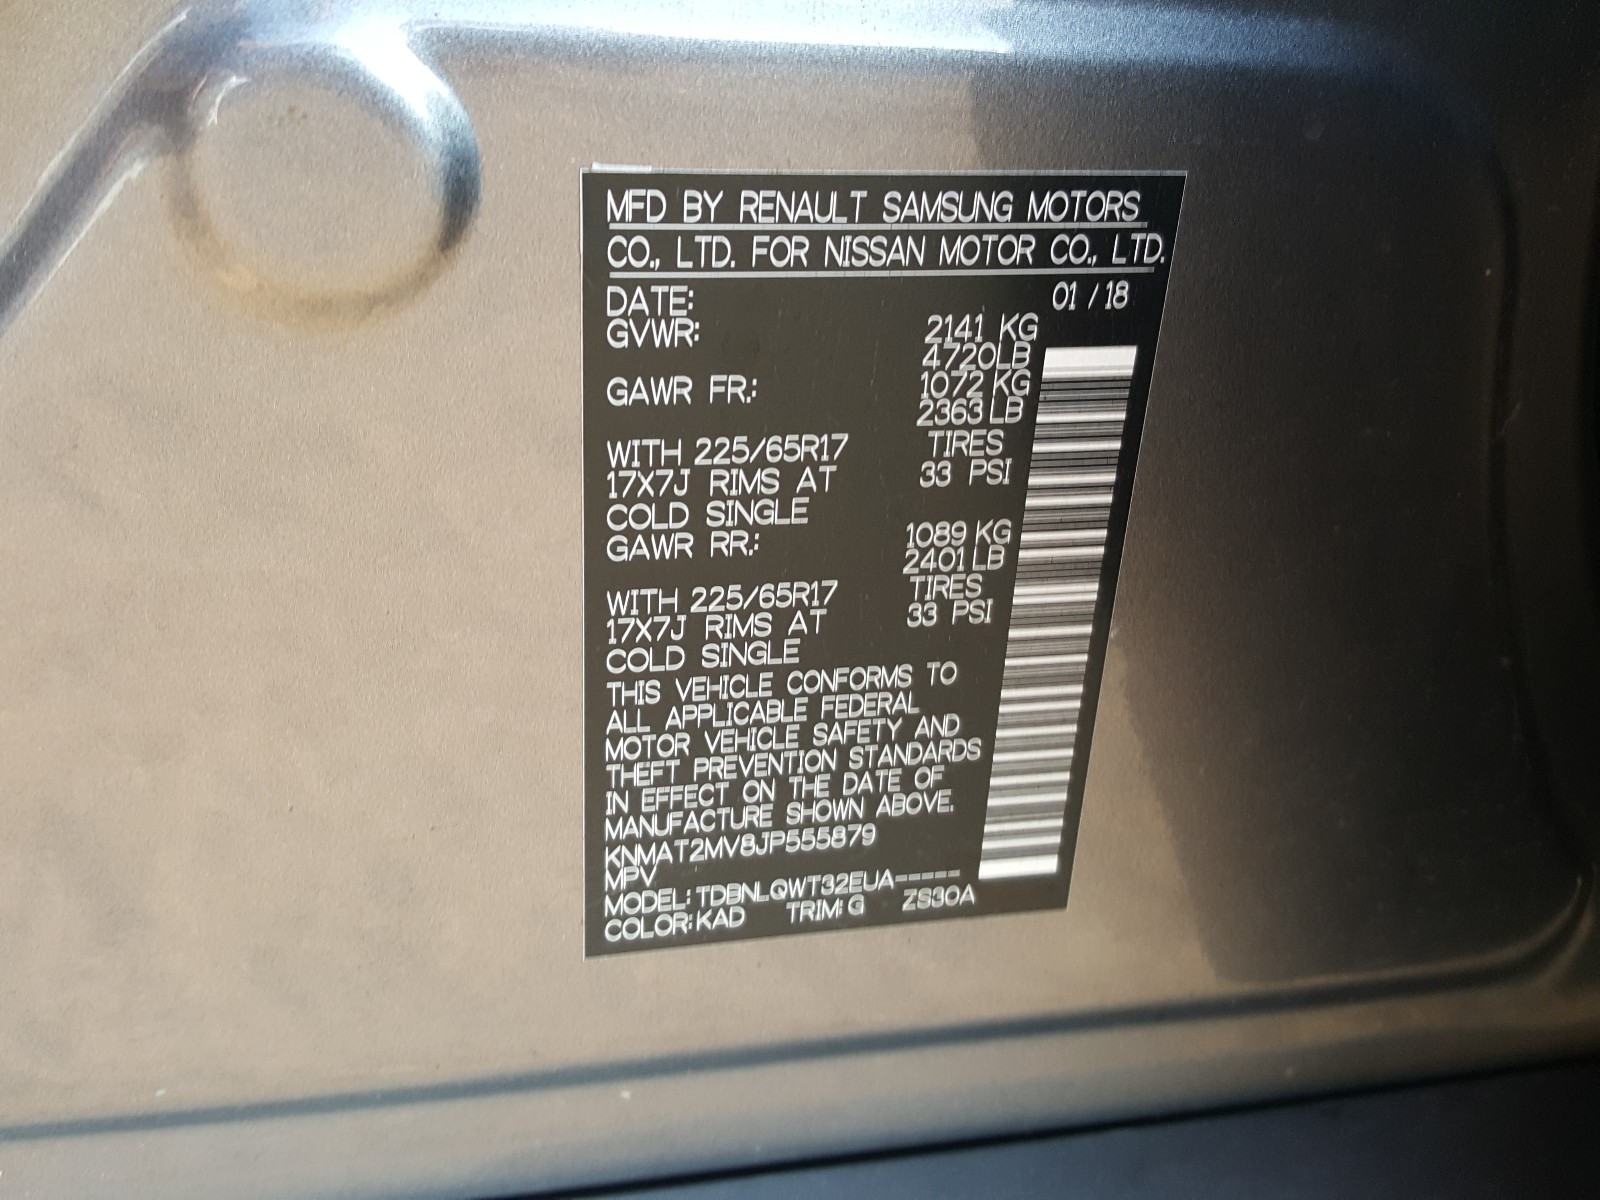 MFD BY RENAULT SAMSUNG MOTORS
CO., LTD. FOR NISSAN MOTOR CO., LTD.
DATE: 01 / 18
GVWR: 2141 KG
4720LB
GAWR FR.: 1072 KG
2363 LB
WITH 225/65R17 TIRES
17X7J RIMS AT 33 PSI
COLD SINGLE
GAWR RR.: 1089 KG
2401 LB
WITH 225/65R17 TIRES
17X7J RIMS AT 33 PSI
COLD SINGLE
THIS VEHICLE CONFORMS TO
ALL APPLICABLE FEDERAL
MOTOR VEHICLE SAFETY AND
THEFT PREVENTION STANDARDS
IN EFFECT ON THE DATE OF
MANUFACTURE SHOWN ABOVE.
KNMAT2MV8JP555879
MPV
MODEL: TDBNLQWT32EUA-----
COLOR: KAD TRIM: G ZS30A